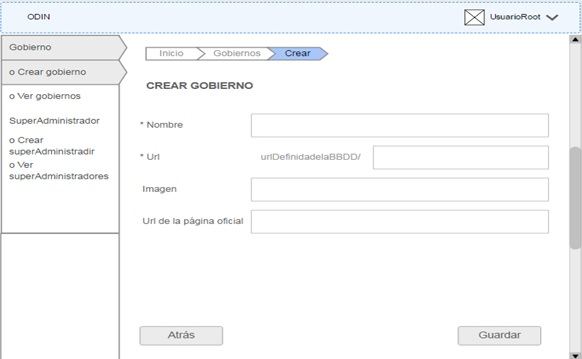 ODIN
UsuarioRoot
Gobierno
o Crear gobierno
o Ver gobiernos
SuperAdministrador
o Crear
superAdministradir
o Ver
superAdministradores
Inicio
Gobiernos
Crear
CREAR GOBIERNO
* Nombre
* Url
urlDefinidadelaBBDD/
Imagen
Url de la página oficial
Atrás
Guardar